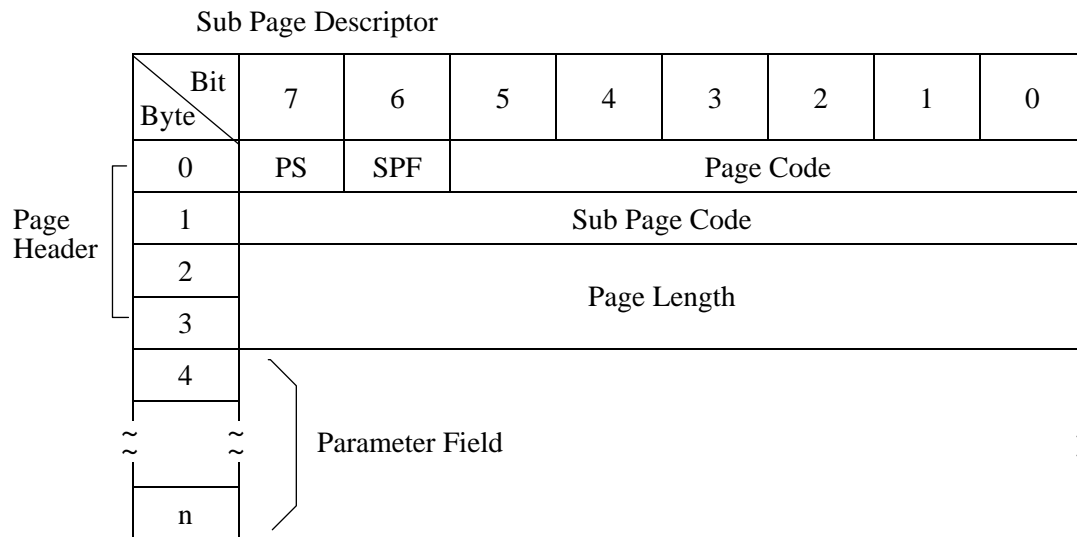 Sub Page Descriptor
Bit
Byte
7 6 5 4 3 2 1 0
0 PS SPF Page Code
Page
Header
1 Sub Page Code
2
Page Length
3
4
~ ~
~ ~
Parameter Field
n